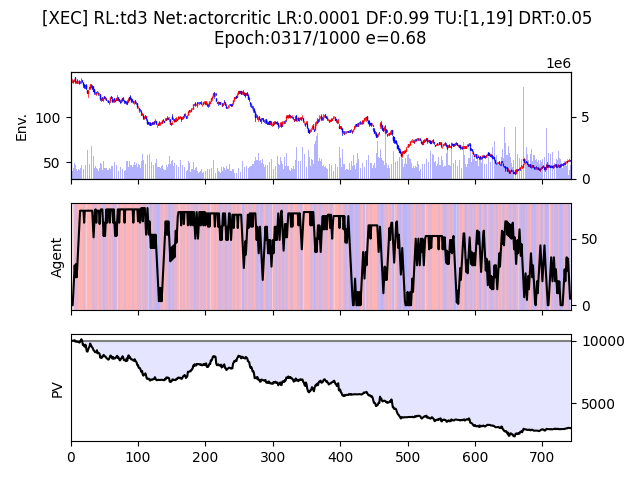 [XEC] RL:td3 Net:actorcritic LR:0.0001 DF:0.99 TU:[1,19] DRT:0.05
Epoch:0317/1000 e=0.68
1e6
Env.
100
50
5
0
Agent
50
0
PV
10000
5000
0 100 200 300 400 500 600 700